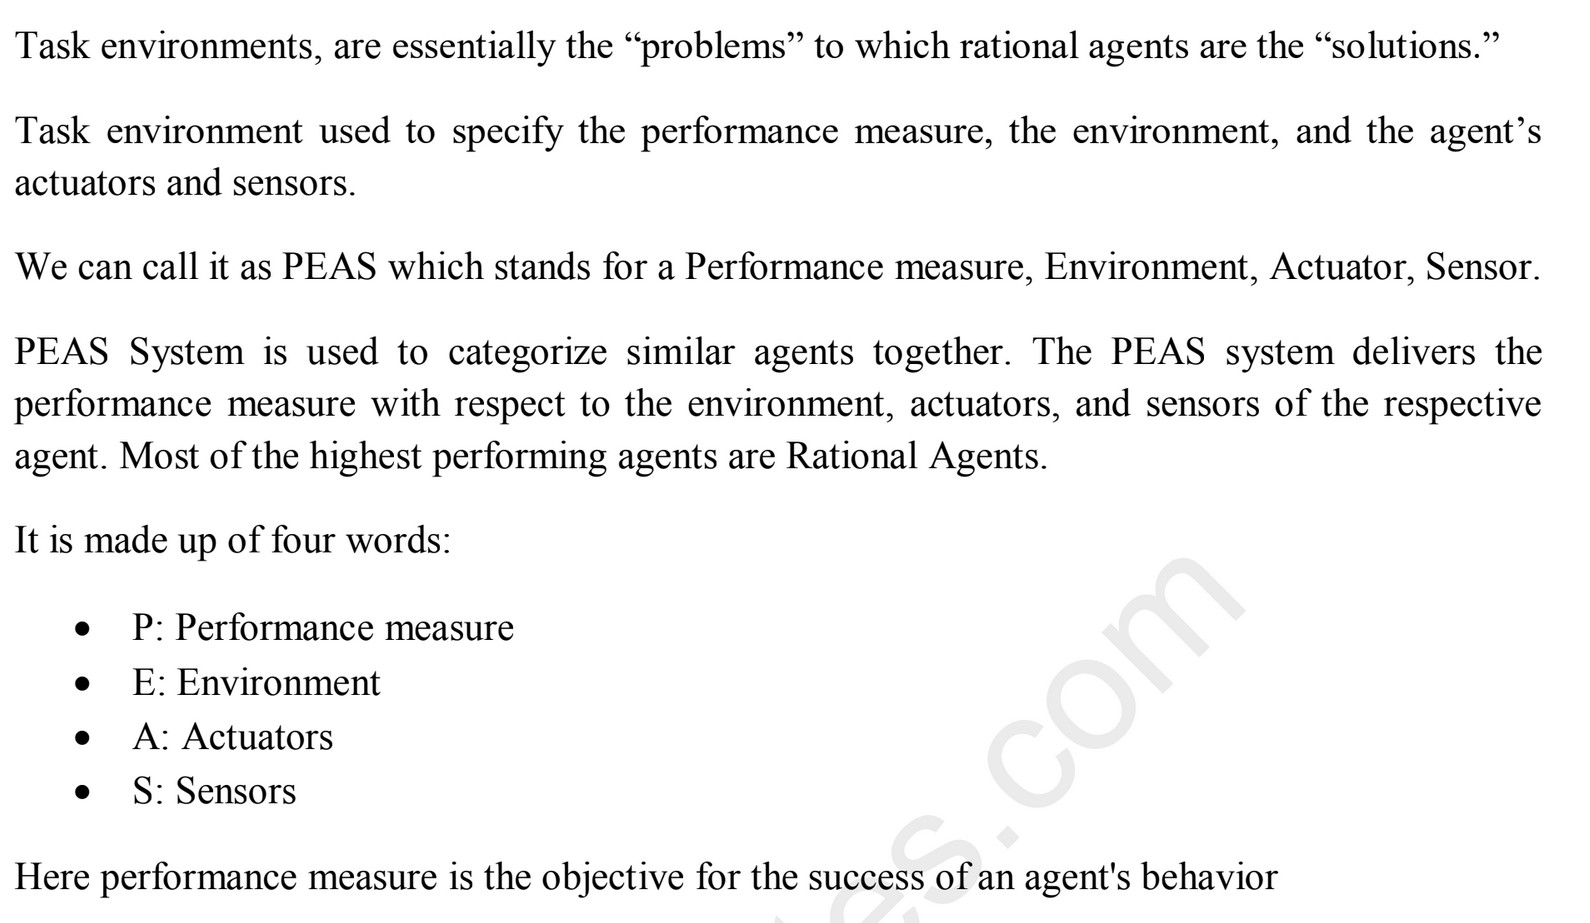 Task environments, are essentially the “problems” to which rational agents are the “solutions.”
Task environment used to specify the performance measure, the environment, and the agent’s
actuators and sensors.
We can call it as PEAS which stands for a Performance measure, Environment, Actuator, Sensor.
PEAS System is used to categorize similar agents together. The PEAS system delivers the
performance measure with respect to the environment, actuators, and sensors of the respective
agent. Most of the highest performing agents are Rational Agents.
It is made up of four words:
• P: Performance measure
• E: Environment
• A: Actuators
• S: Sensors
Here performance measure is the objective for the success of an agent's behavior
es.com